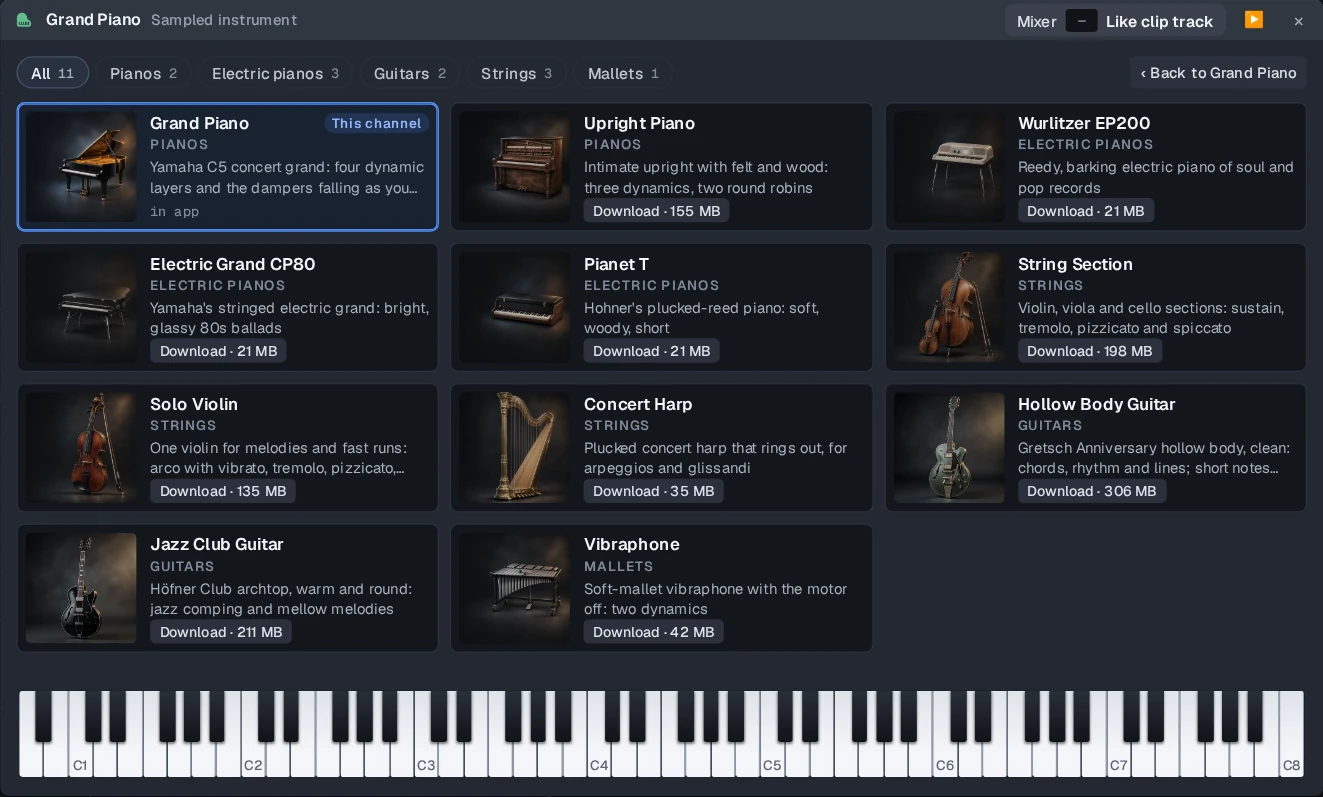 Grand Piano Sampled instrument Mixer – Like clip track ×
All 11 Pianos 2 Electric pianos 3 Guitars 2 Strings 3 Mallets 1 ‹ Back to Grand Piano
Grand Piano This channel
PIANOS
Yamaha C5 concert grand: four dynamic
layers and the dampers falling as you…
in app
Upright Piano
PIANOS
Intimate upright with felt and wood:
three dynamics, two round robins
Download · 155 MB
Wurlitzer EP200
ELECTRIC PIANOS
Reedy, barking electric piano of soul and
pop records
Download · 21 MB
Electric Grand CP80
ELECTRIC PIANOS
Yamaha's stringed electric grand: bright,
glassy 80s ballads
Download · 21 MB
Pianet T
ELECTRIC PIANOS
Hohner's plucked-reed piano: soft,
woody, short
Download · 21 MB
String Section
STRINGS
Violin, viola and cello sections: sustain,
tremolo, pizzicato and spiccato
Download · 198 MB
Solo Violin
STRINGS
One violin for melodies and fast runs:
arco with vibrato, tremolo, pizzicato,…
Download · 135 MB
Concert Harp
STRINGS
Plucked concert harp that rings out, for
arpeggios and glissandi
Download · 35 MB
Hollow Body Guitar
GUITARS
Gretsch Anniversary hollow body, clean:
chords, rhythm and lines; short notes…
Download · 306 MB
Jazz Club Guitar
GUITARS
Höfner Club archtop, warm and round:
jazz comping and mellow melodies
Download · 211 MB
Vibraphone
MALLETS
Soft-mallet vibraphone with the motor
off: two dynamics
Download · 42 MB
C1 C2 C3 C4 C5 C6 C7 C8